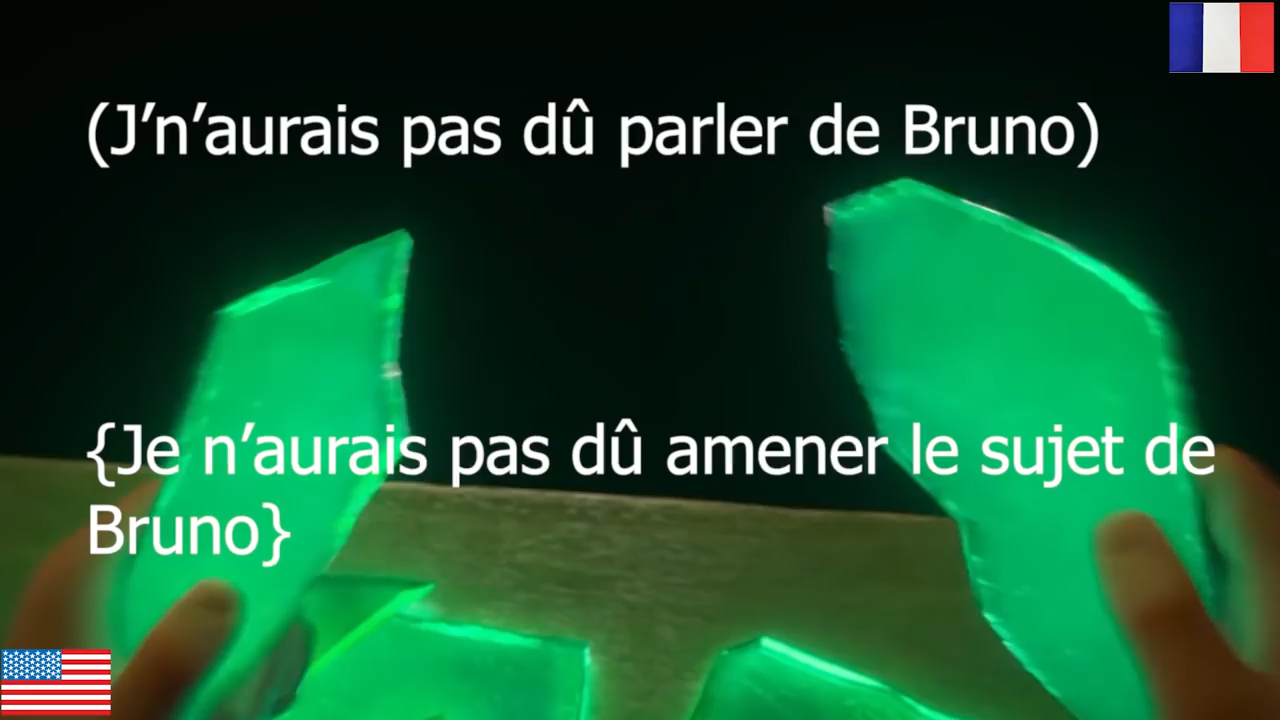 (J’n’aurais pas dû parler de Bruno)
{Je n’aurais pas dû amener le sujet de
Bruno}